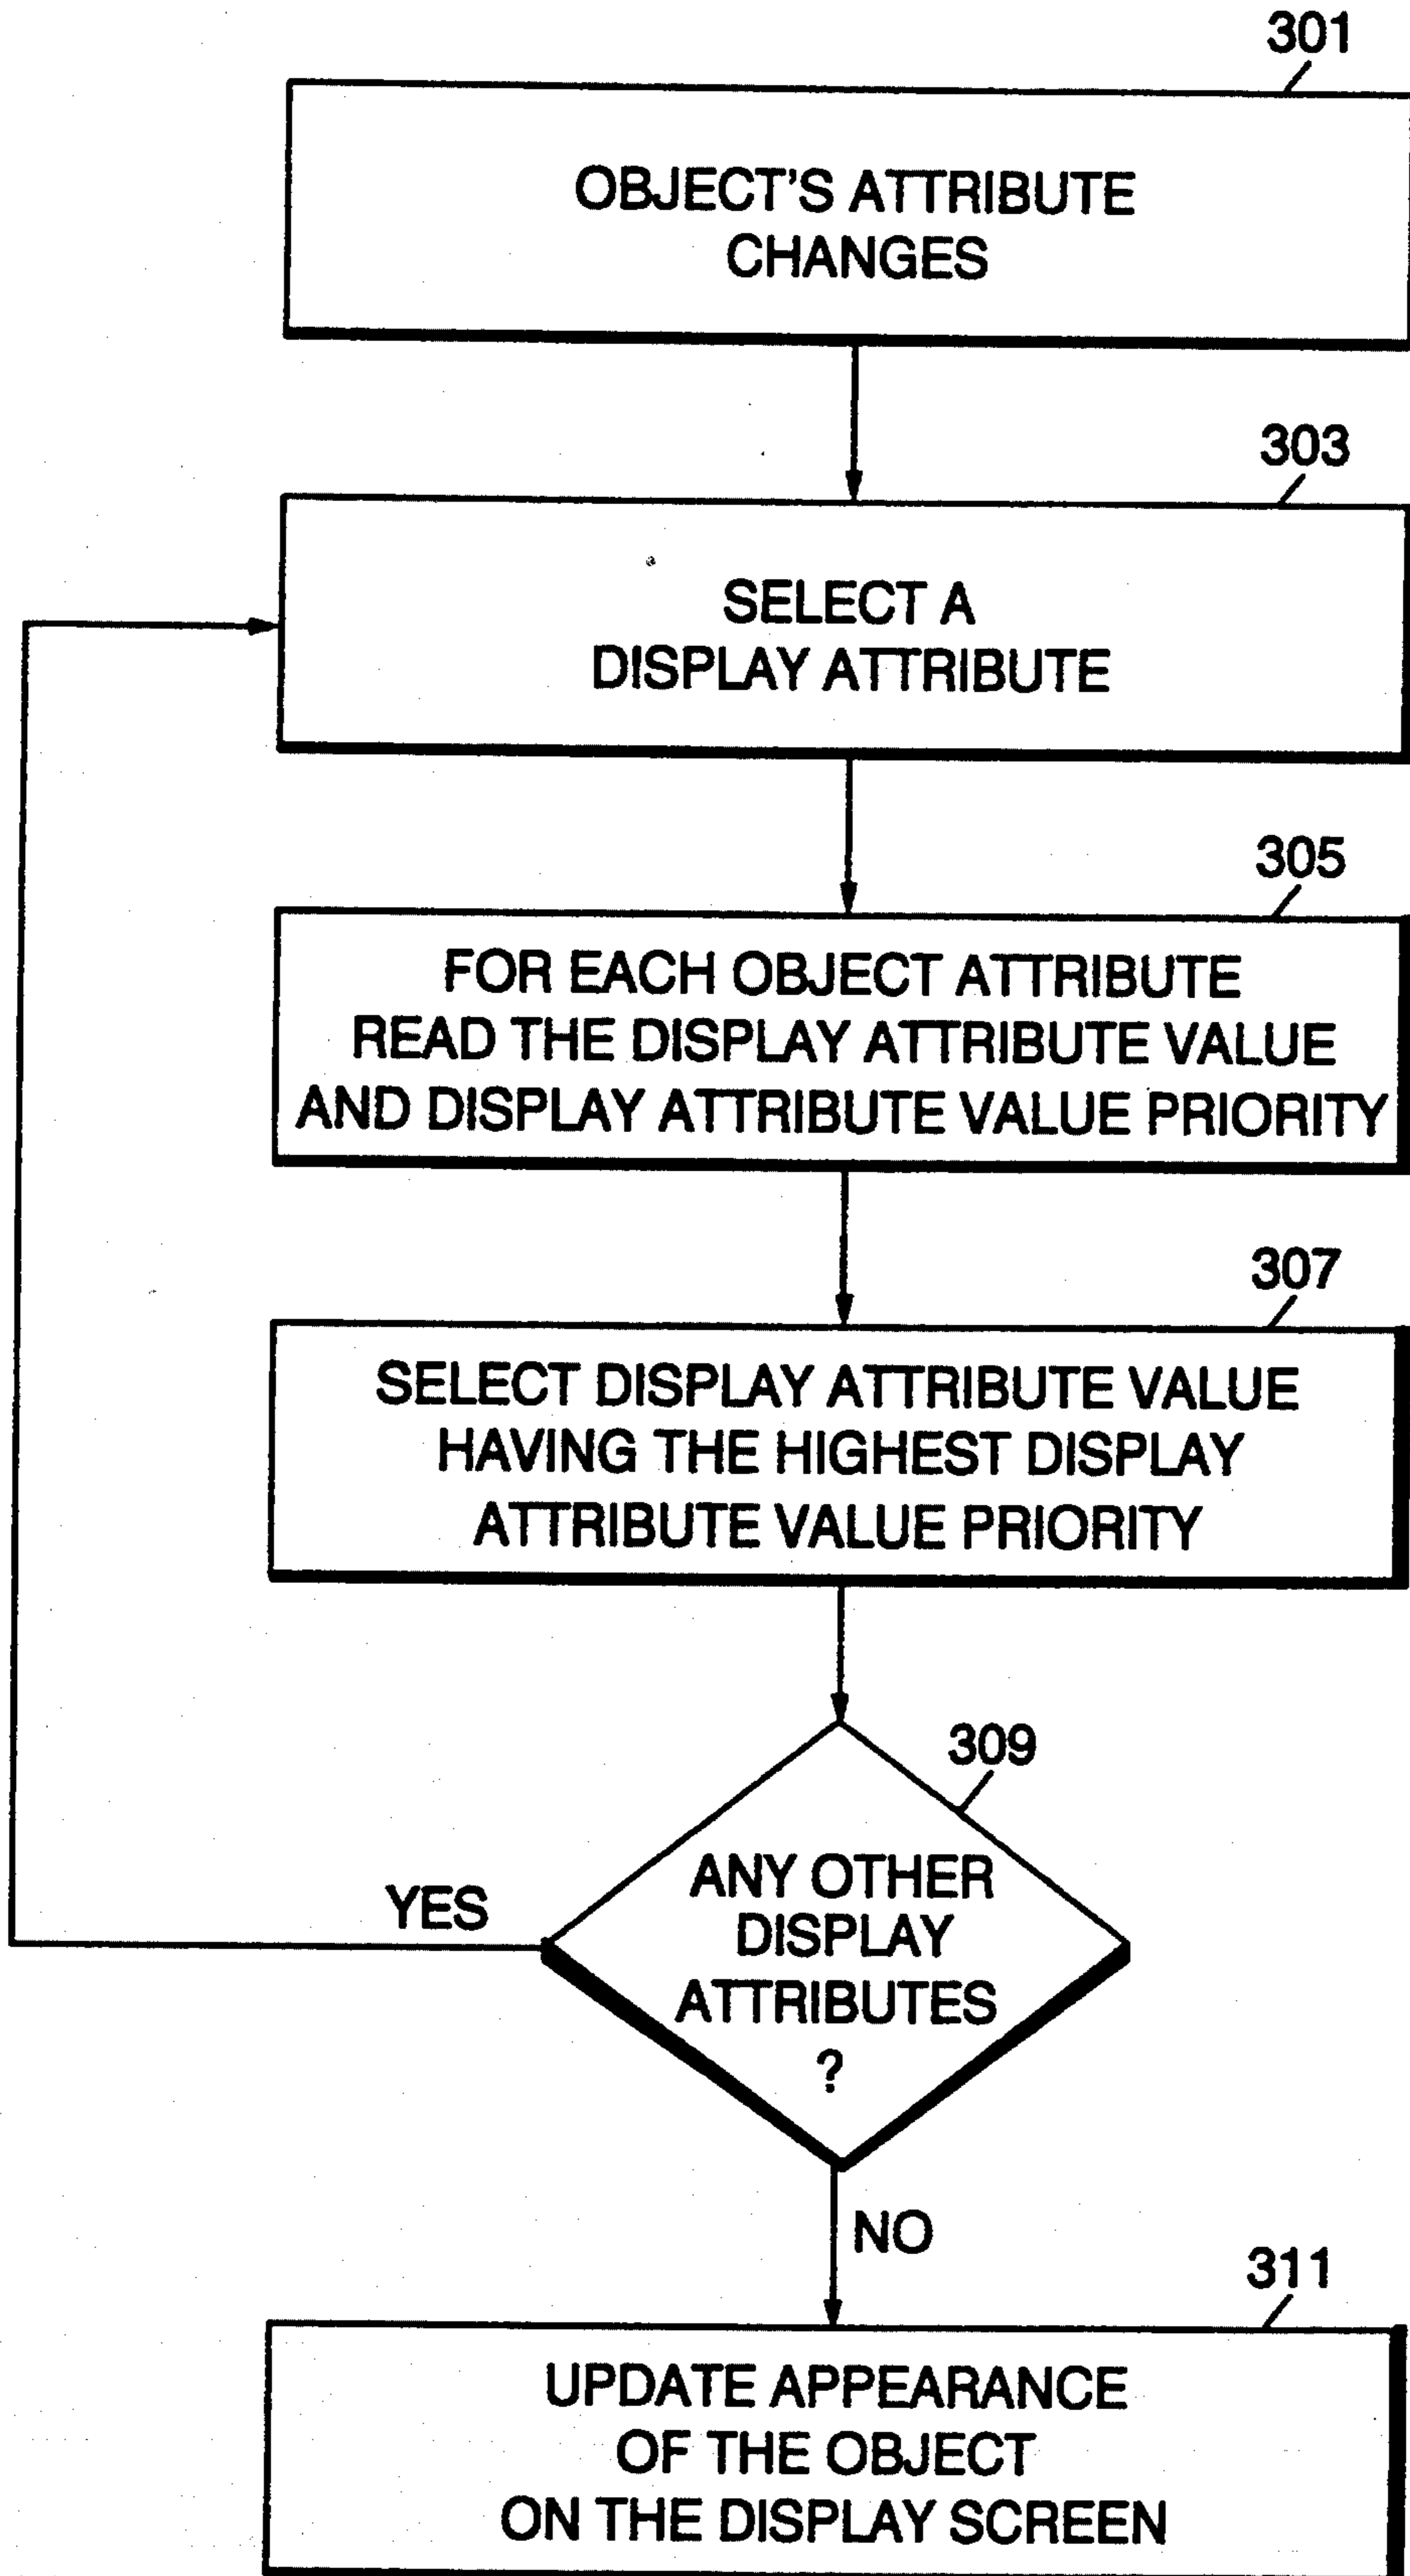 301
OBJECT'S ATTRIBUTE
CHANGES
303
SELECT A
DISPLAY ATTRIBUTE
305
FOR EACH OBJECT ATTRIBUTE
READ THE DISPLAY ATTRIBUTE VALUE
AND DISPLAY ATTRIBUTE VALUE PRIORITY
307
SELECT DISPLAY ATTRIBUTE VALUE
HAVING THE HIGHEST DISPLAY
ATTRIBUTE VALUE PRIORITY
309
ANY OTHER
DISPLAY
ATTRIBUTES
?
YES
NO
311
UPDATE APPEARANCE
OF THE OBJECT
ON THE DISPLAY SCREEN